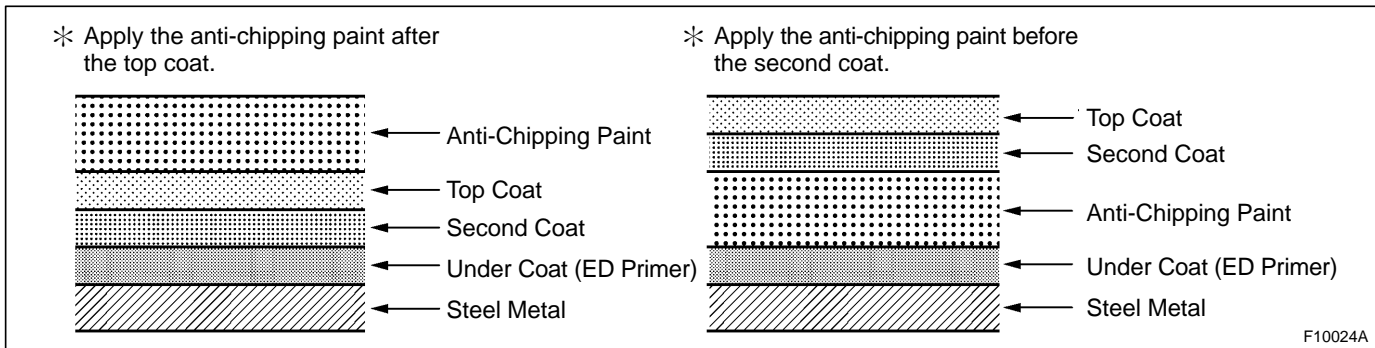 ✳ Apply the anti-chipping paint after
the top coat.
Anti-Chipping Paint
Top Coat
Second Coat
Under Coat (ED Primer)
Steel Metal
✳ Apply the anti-chipping paint before
the second coat.
Top Coat
Second Coat
Anti-Chipping Paint
Under Coat (ED Primer)
Steel Metal
F10024A